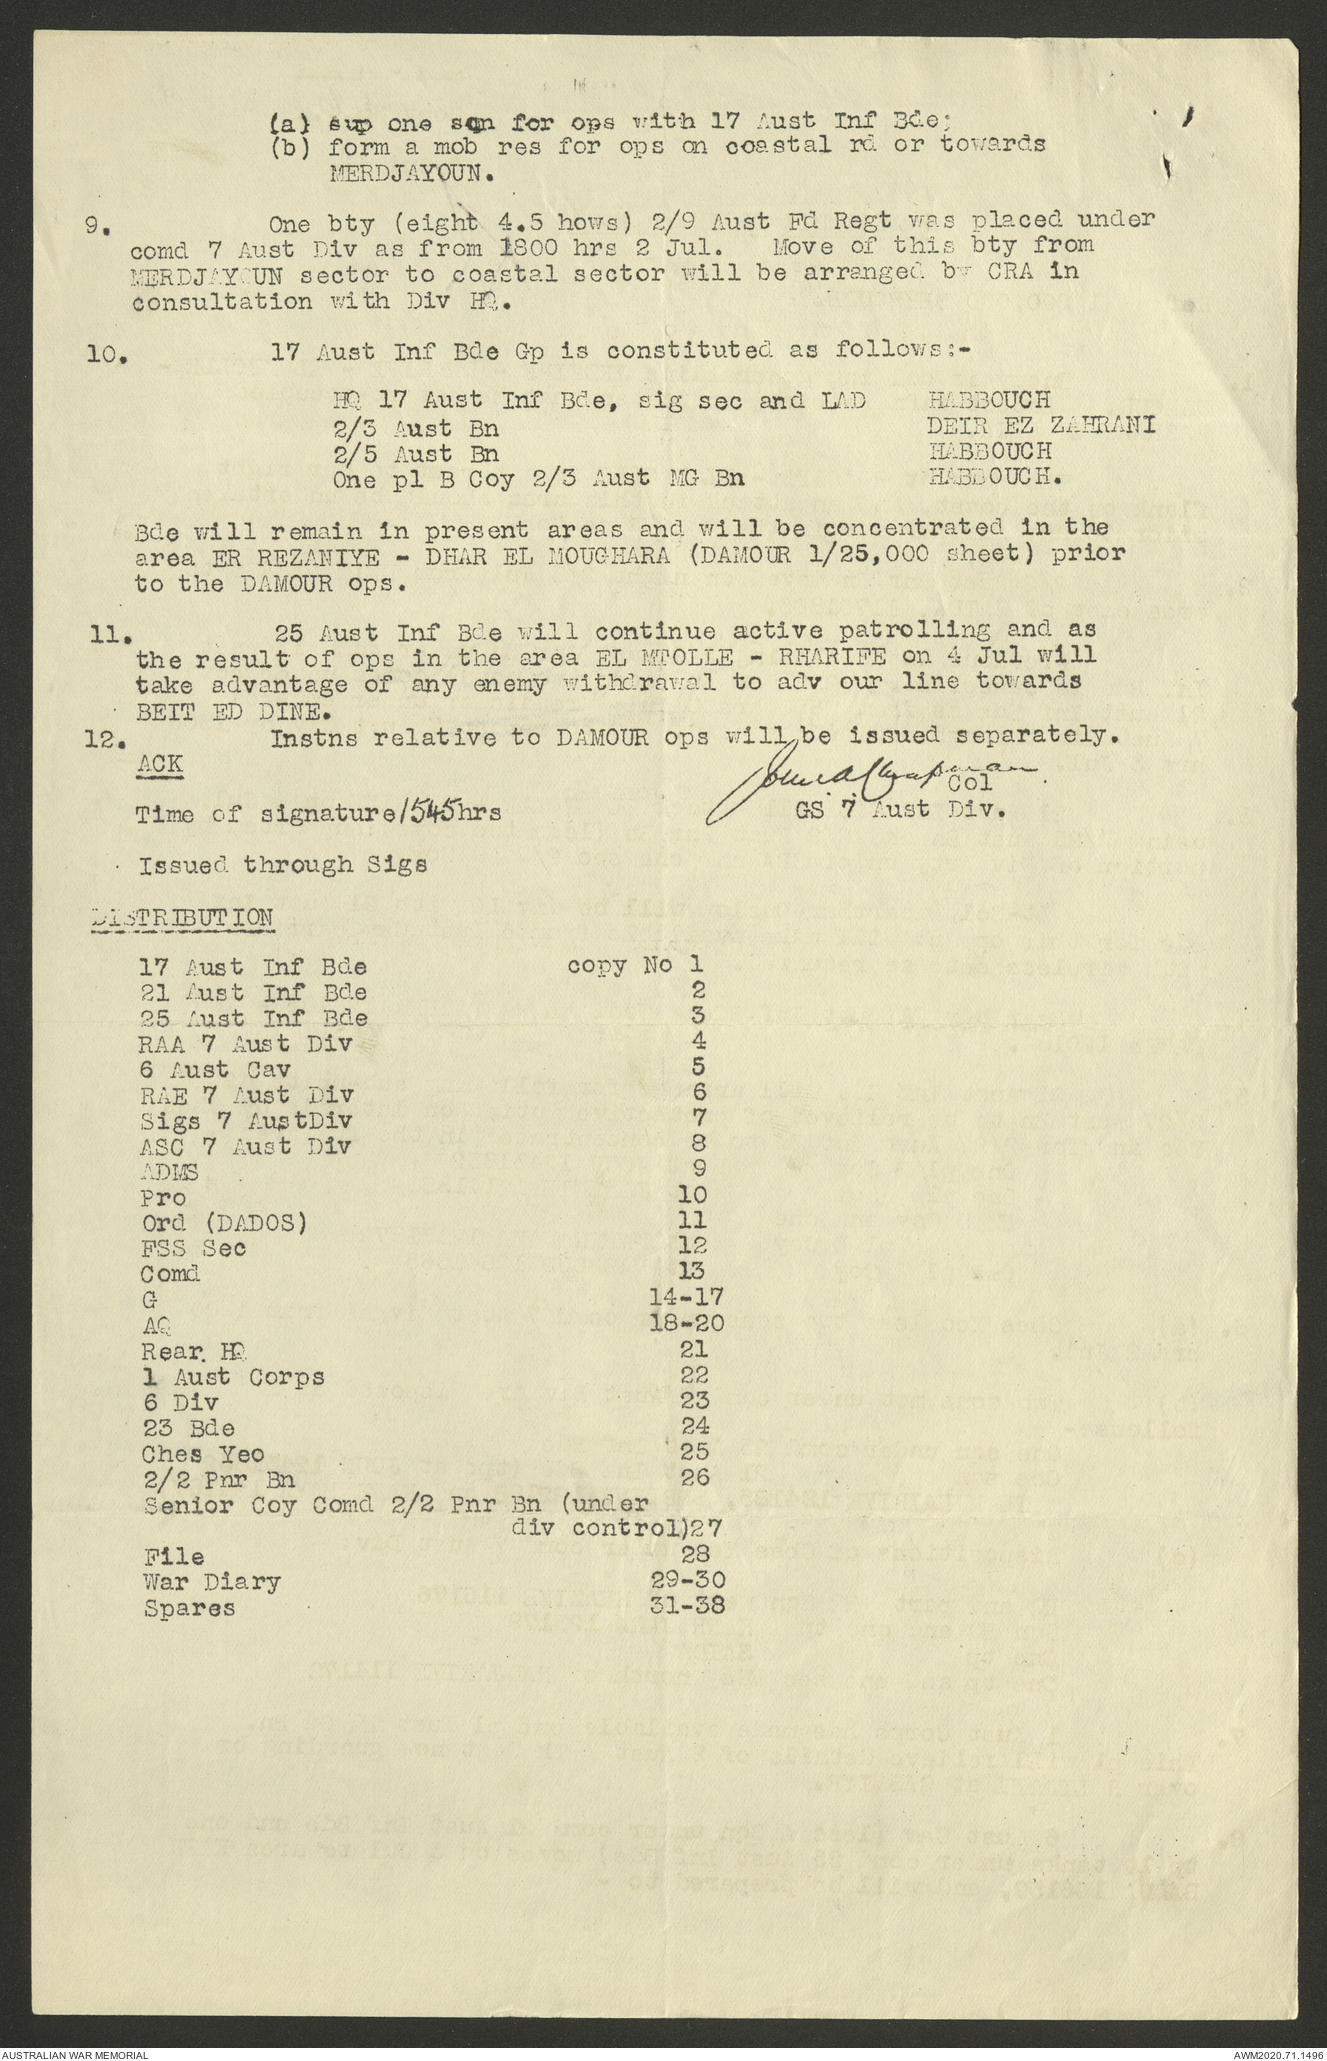 (a) sup one sqn for ops with 17 Aust Inf Bde;
(b) form a mob res for ops on coastal rd or towards
MERDJAYOUN.
9. One bty (eight 4.5 hows) 2/9 Aust Fd Regt was placed under
comd 7 Aust Div as from 1800 hrs 2 Jul. Move of this bty from
MERDJAYOUN sector to coastal sector will be arranged by CRA in
consultation with Div HQ.
10. 17 Aust Inf Bde Gp is constituted as follows:-
HQ 17 Aust Inf Bde, sig sec and LAD HABBOUCH
2/3 Aust Bn DEIR EZ ZAHRANI
2/5 Aust Bn HABBOUCH
One pl B Coy 2/3 Aust MG Bn HABBOUCH.
Bde will remain in present areas and will be concentrated in the
area ER REZANIYE - DHAR EL MOUGHARA (DAMOUR 1/25,000 sheet) prior
to the DAMOUR ops.
11. 25 Aust Inf Bde will continue active patrolling and as
the result of ops in the area EL MTOLLE - RHARIFE on 4 Jul will
take advantage of any enemy withdrawal to adv our line towards
BEIT ED DINE.
12. Instns relative to DAMOUR ops will be issued separately.
ACK
John A Chapman
Col
Time of signature 1545 hrs GS 7 Aust Div.
Issued through Sigs
DISTRIBUTION
17 Aust Inf Bde copy No 1
21 Aust Inf Bde 2
25 Aust Inf Bde 3
RAA 7 Aust Div 4
6 Aust Cav 5
RAE 7 Aust Div 6
Sigs 7 AustDiv 7
ASC 7 Aust Div 8
ADMS 9
Pro 10
Ord (DADOS) 11
FSS Sec 12
Comd 13
G 14-17
AQ 18-20
Rear HQ 21
1 Aust Corps 22
6 Div 23
23 Bde 24
Ches Yeo 25
2/2 Pnr Bn 26
Senior Coy Comd 2/2 Pnr Bn (under
div control)27
File 28
War Diary 29-30
Spares 31-38
AUSTRALIAN WAR MEMORIAL AWM2020.71.1496